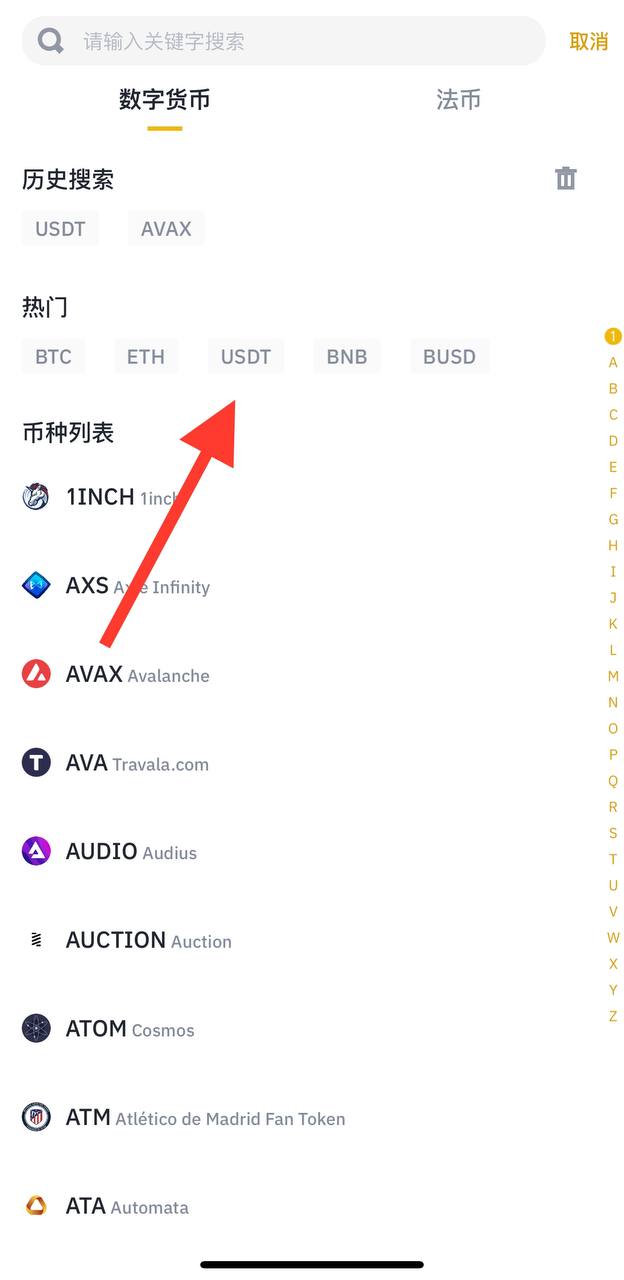 请输入关键字搜索 取消
数字货币 法币
历史搜索
USDT AVAX
热门
BTC ETH USDT BNB BUSD
币种列表
1INCH 1inch
AXS Axie Infinity
AVAX Avalanche
AVA Travala.com
AUDIO Audius
AUCTION Auction
ATOM Cosmos
ATM Atlético de Madrid Fan Token
ATA Automata
1
A
B
C
D
E
F
G
H
I
J
K
L
M
N
O
P
Q
R
S
T
U
V
W
X
Y
Z